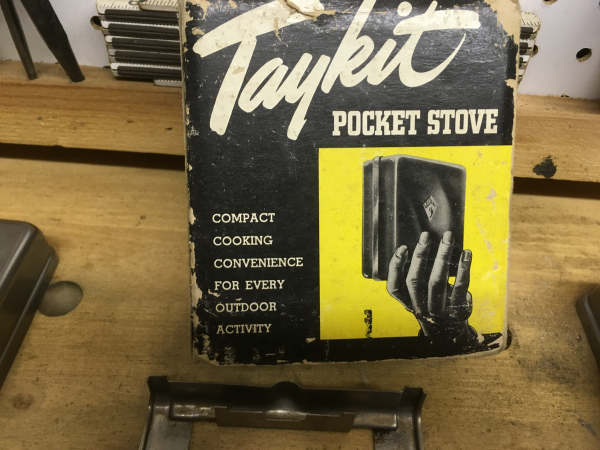 Taykit
POCKET STOVE
COMPACT
COOKING
CONVENIENCE
FOR EVERY
OUTDOOR
ACTIVITY